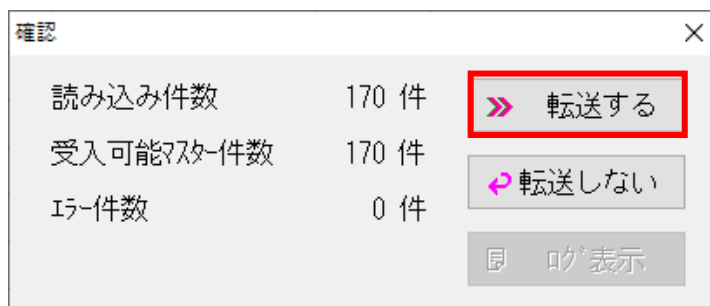 確認
読み込み件数 170 件
転送する
受入可能ﾏｽﾀｰ件数 170 件
転送しない
ｴﾗｰ件数 0 件
ﾛｸﾞ表示